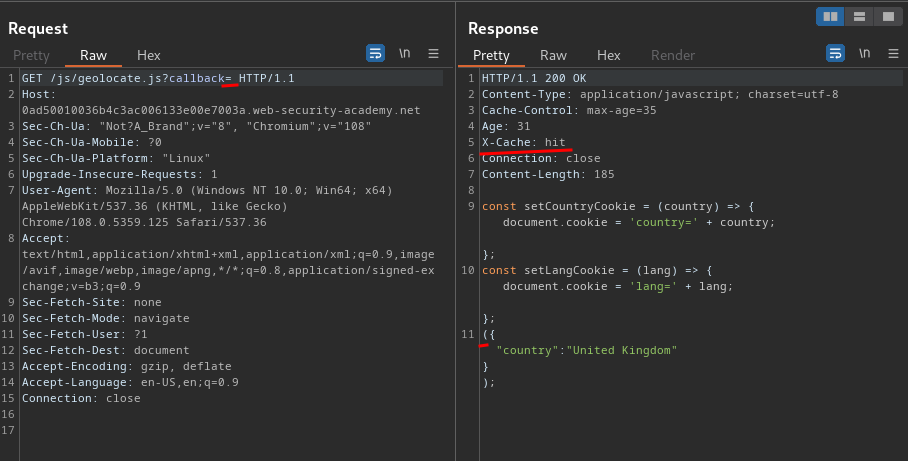 Request
Pretty Raw Hex
\n
1 GET /js/geolocate.js?callback= HTTP/1.1
2 Host:
0ad50010036b4c3ac006133e00e7003a.web-security-academy.net
3 Sec-Ch-Ua: "Not?A_Brand";v="8", "Chromium";v="108"
4 Sec-Ch-Ua-Mobile: ?0
5 Sec-Ch-Ua-Platform: "Linux"
6 Upgrade-Insecure-Requests: 1
7 User-Agent: Mozilla/5.0 (Windows NT 10.0; Win64; x64)
AppleWebKit/537.36 (KHTML, like Gecko)
Chrome/108.0.5359.125 Safari/537.36
8 Accept:
text/html,application/xhtml+xml,application/xml;q=0.9,image
/avif,image/webp,image/apng,*/*;q=0.8,application/signed-ex
change;v=b3;q=0.9
9 Sec-Fetch-Site: none
10 Sec-Fetch-Mode: navigate
11 Sec-Fetch-User: ?1
12 Sec-Fetch-Dest: document
13 Accept-Encoding: gzip, deflate
14 Accept-Language: en-US,en;q=0.9
15 Connection: close
16
17
Response
Pretty Raw Hex Render
\n
1 HTTP/1.1 200 OK
2 Content-Type: application/javascript; charset=utf-8
3 Cache-Control: max-age=35
4 Age: 31
5 X-Cache: hit
6 Connection: close
7 Content-Length: 185
8
9 const setCountryCookie = (country) => {
document.cookie = 'country=' + country;
};
10 const setLangCookie = (lang) => {
document.cookie = 'lang=' + lang;
};
11 ({
"country":"United Kingdom"
}
);